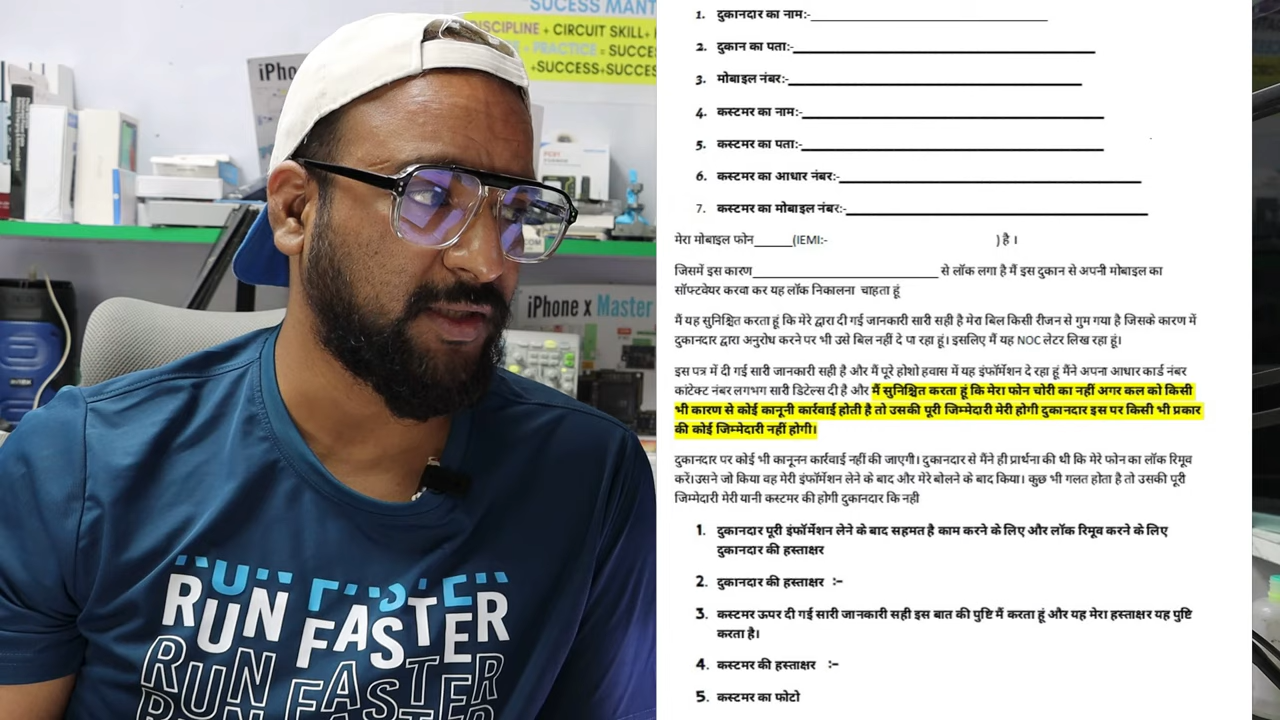 SUCCESS MANT
DISCIPLINE + CIRCUIT SKILL+
+ PRACTICE = SUCCES
+SUCCESS+SUCCES
iPho
iPhone x Master
RUN FASTER
RUN FASTER
RUN FASTER
1. दुकानदार का नाम:-
2. दुकान का पता:-
3. मोबाइल नंबर:-
4. कस्टमर का नाम:-
5. कस्टमर का पता:-
6. कस्टमर का आधार नंबर:-
7. कस्टमर का मोबाइल नंबर:-
मेरा मोबाइल फोन______(IEMI:- ) है ।
जिसमें इस कारण____________________________ से लॉक लगा है मैं इस दुकान से अपनी मोबाइल का
सॉफ्टवेयर करवा कर यह लॉक निकालना चाहता हूं
मैं यह सुनिश्चित करता हूं कि मेरे द्वारा दी गई जानकारी सारी सही है मेरा बिल किसी रीजन से गुम गया है जिसके कारण में
दुकानदार द्वारा अनुरोध करने पर भी उसे बिल नहीं दे पा रहा हूं। इसलिए मैं यह NOC लेटर लिख रहा हूं।
इस पत्र में दी गई सारी जानकारी सही है और मैं पूरे होशो हवास में यह इंफॉर्मेशन दे रहा हूं मैंने अपना आधार कार्ड नंबर
कांटेक्ट नंबर लगभग सारी डिटेल्स दी है और मैं सुनिश्चित करता हूं कि मेरा फोन चोरी का नहीं अगर कल को किसी
भी कारण से कोई कानूनी कार्रवाई होती है तो उसकी पूरी जिम्मेदारी मेरी होगी दुकानदार इस पर किसी भी प्रकार
की कोई जिम्मेदारी नहीं होगी।
दुकानदार पर कोई भी कानूनन कार्रवाई नहीं की जाएगी। दुकानदार से मैंने ही प्रार्थना की थी कि मेरे फोन का लॉक रिमूव
करें।उसने जो किया वह मेरी इंफॉर्मेशन लेने के बाद और मेरे बोलने के बाद किया। कुछ भी गलत होता है तो उसकी पूरी
जिम्मेदारी मेरी यानी कस्टमर की होगी दुकानदार कि नही
1. दुकानदार पूरी इंफॉर्मेशन लेने के बाद सहमत है काम करने के लिए और लॉक रिमूव करने के लिए
दुकानदार की हस्ताक्षर
2. दुकानदार की हस्ताक्षर :-
3. कस्टमर ऊपर दी गई सारी जानकारी सही इस बात की पुष्टि मैं करता हूं और यह मेरा हस्ताक्षर यह पुष्टि
करता है।
4. कस्टमर की हस्ताक्षर :-
5. कस्टमर का फोटो